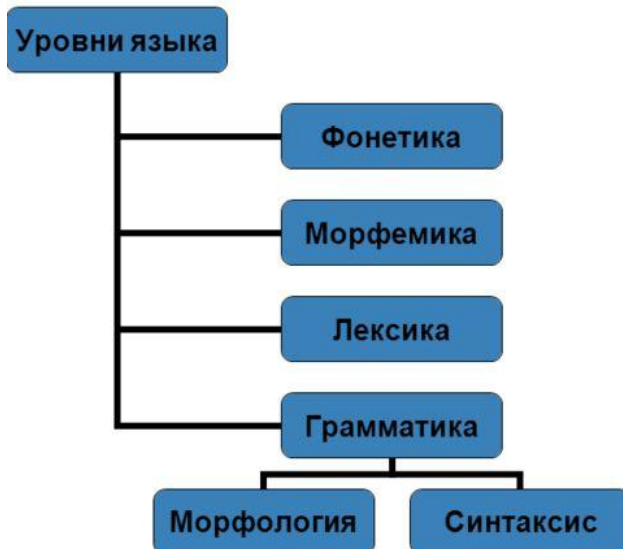 Уровни языка
Фонетика
Морфемика
Лексика
Грамматика
Морфология
Синтаксис